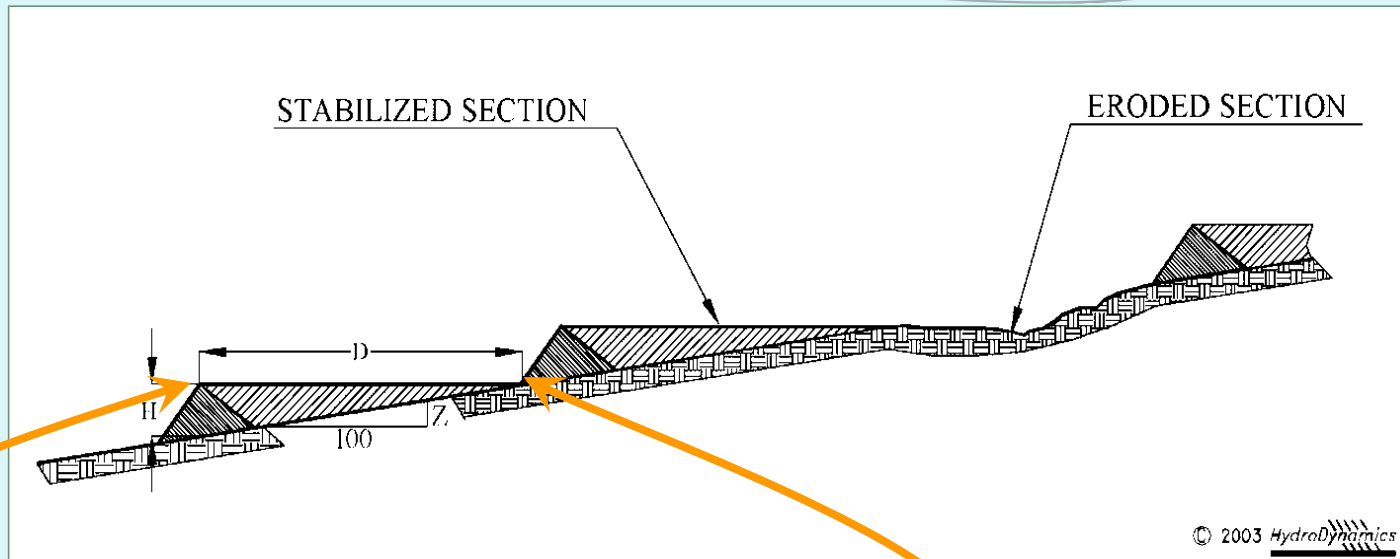 STABILIZED SECTION
ERODED SECTION
D
H
Z
100
© 2003 HydroDynamics